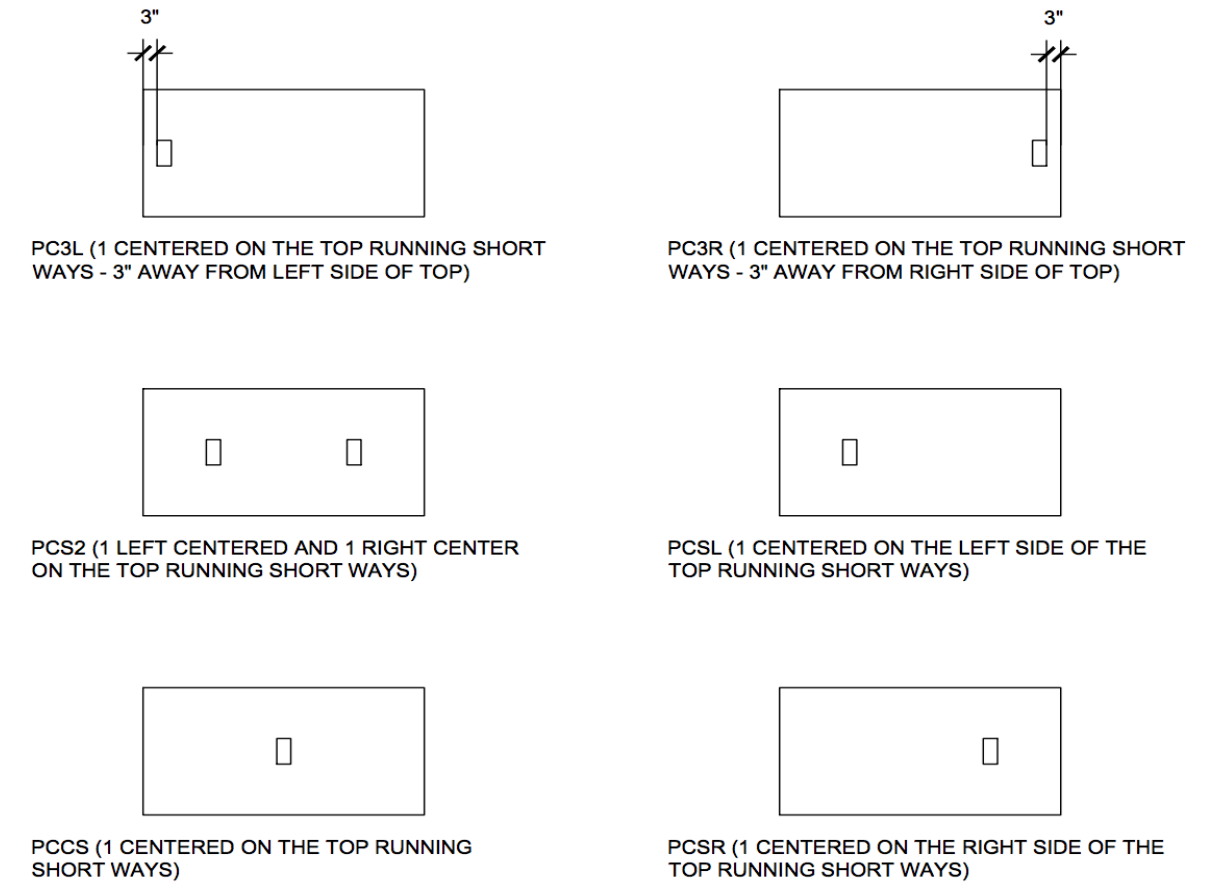 3"
3"
PC3L (1 CENTERED ON THE TOP RUNNING SHORT
WAYS - 3" AWAY FROM LEFT SIDE OF TOP)
PC3R (1 CENTERED ON THE TOP RUNNING SHORT
WAYS - 3" AWAY FROM RIGHT SIDE OF TOP)
PCS2 (1 LEFT CENTERED AND 1 RIGHT CENTER
ON THE TOP RUNNING SHORT WAYS)
PCSL (1 CENTERED ON THE LEFT SIDE OF THE
TOP RUNNING SHORT WAYS)
PCCS (1 CENTERED ON THE TOP RUNNING
SHORT WAYS)
PCSR (1 CENTERED ON THE RIGHT SIDE OF THE
TOP RUNNING SHORT WAYS)